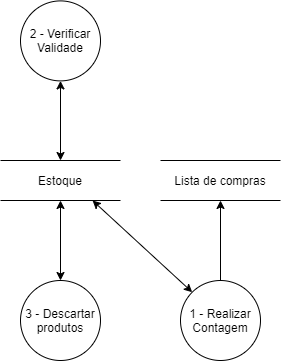 2 - Verificar
Validade
Estoque
Lista de compras
3 - Descartar
produtos
1 - Realizar
Contagem